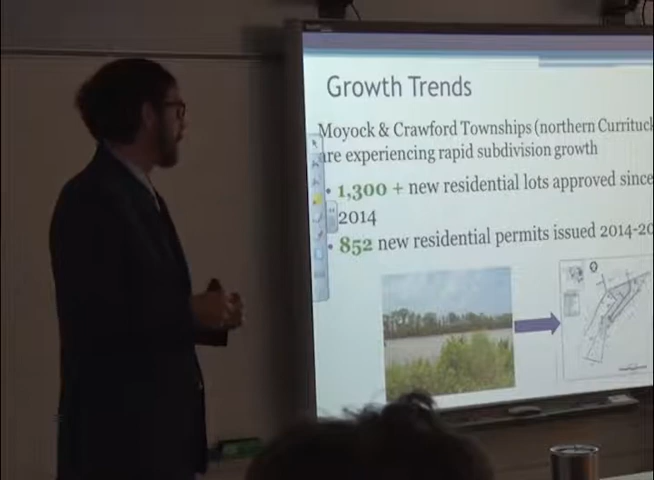 Growth Trends
Moyock & Crawford Townships (northern Currituck
are experiencing rapid subdivision growth
• 1,300 + new residential lots approved since
2014
• 852 new residential permits issued 2014-20